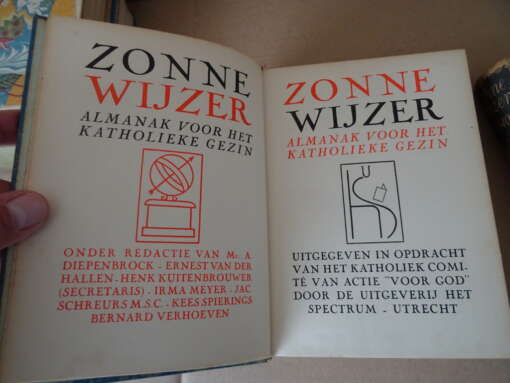 ZONNE
WIJZER
ALMANAK VOOR HET
KATHOLIEKE GEZIN
ONDER REDACTIE VAN Mr A.
DIEPENBROCK - ERNEST VAN DER
HALLEN - HENK KUITENBROUWER
(SECRETARIS) - IRMA MEYER - JAC
SCHREURS M.S.C. - KEES SPIERINGS
BERNARD VERHOEVEN
ZONNE
WIJZER
ALMANAK VOOR HET
KATHOLIEKE GEZIN
UITGEGEVEN IN OPDRACHT
VAN HET KATHOLIEK COMI-
TÉ VAN ACTIE "VOOR GOD"
DOOR DE UITGEVERIJ HET
SPECTRUM - UTRECHT